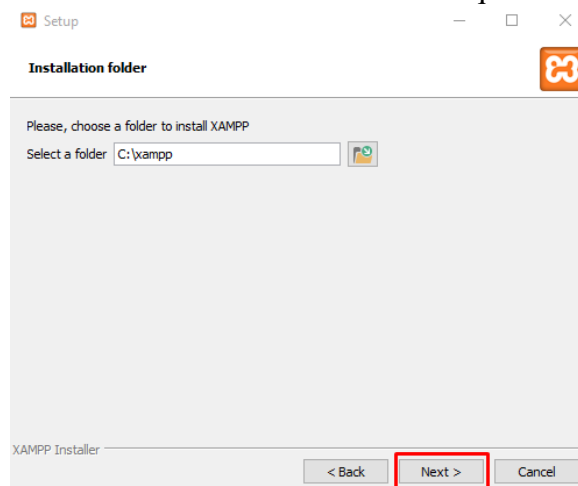 Setup
Installation folder
Please, choose a folder to install XAMPP
Select a folder C:\xampp
XAMPP Installer
< Back Next > Cancel